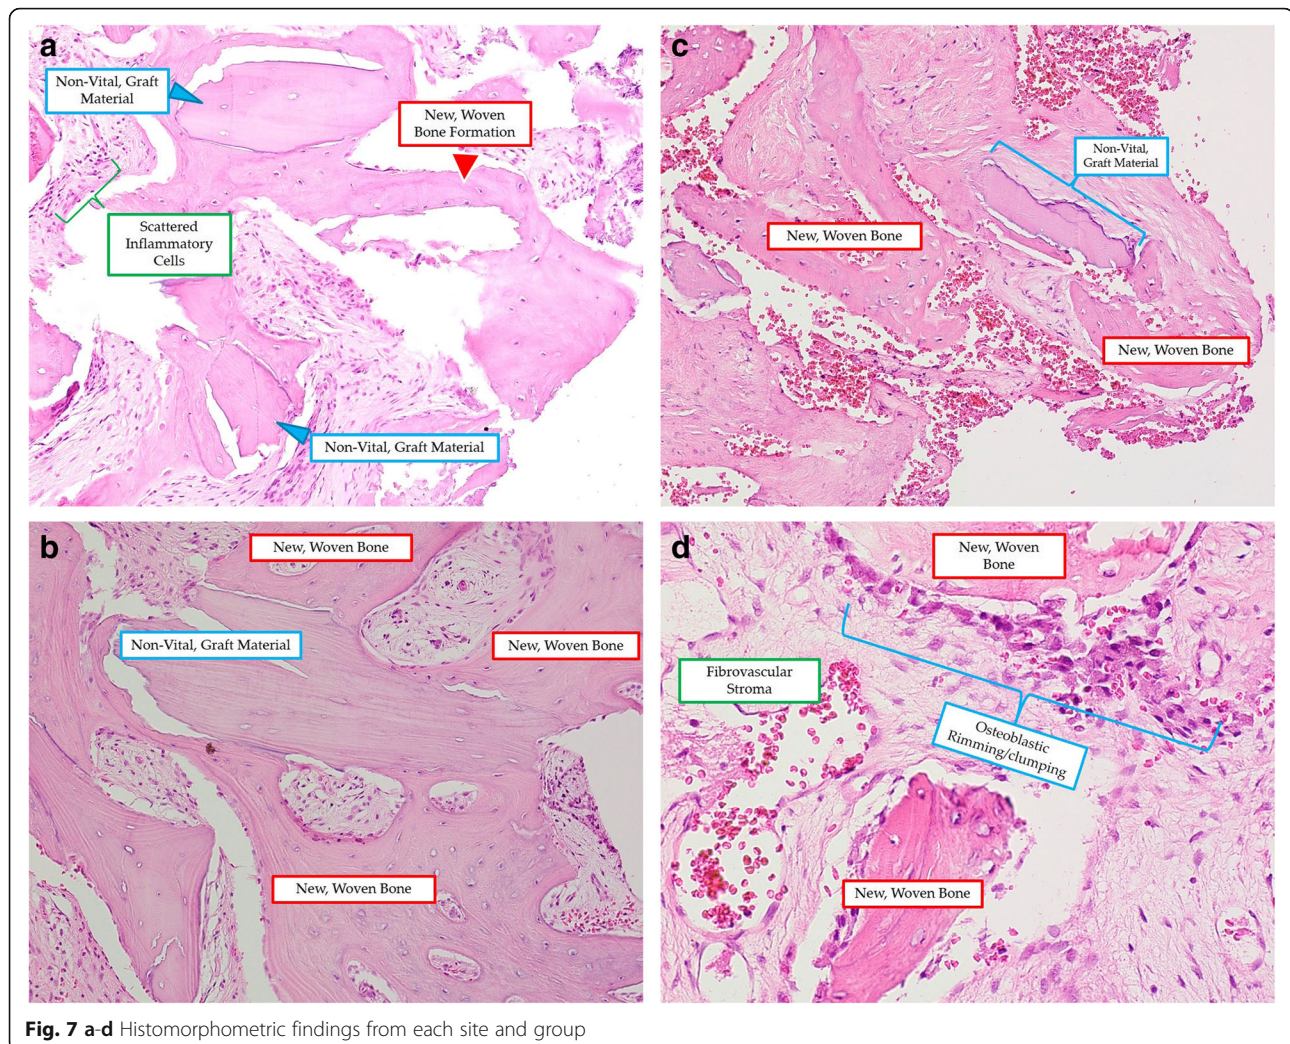 a
Non-Vital, Graft
Material
New, Woven
Bone Formation
Scattered
Inflammatory
Cells
Non-Vital, Graft Material
c
Non-Vital,
Graft Material
New, Woven Bone
New, Woven Bone
b
New, Woven Bone
Non-Vital, Graft Material
New, Woven Bone
New, Woven Bone
d
New, Woven
Bone
Fibrovascular
Stroma
Osteoblastic
Rimming/clumping
New, Woven Bone
Fig. 7 a-d Histomorphometric findings from each site and group